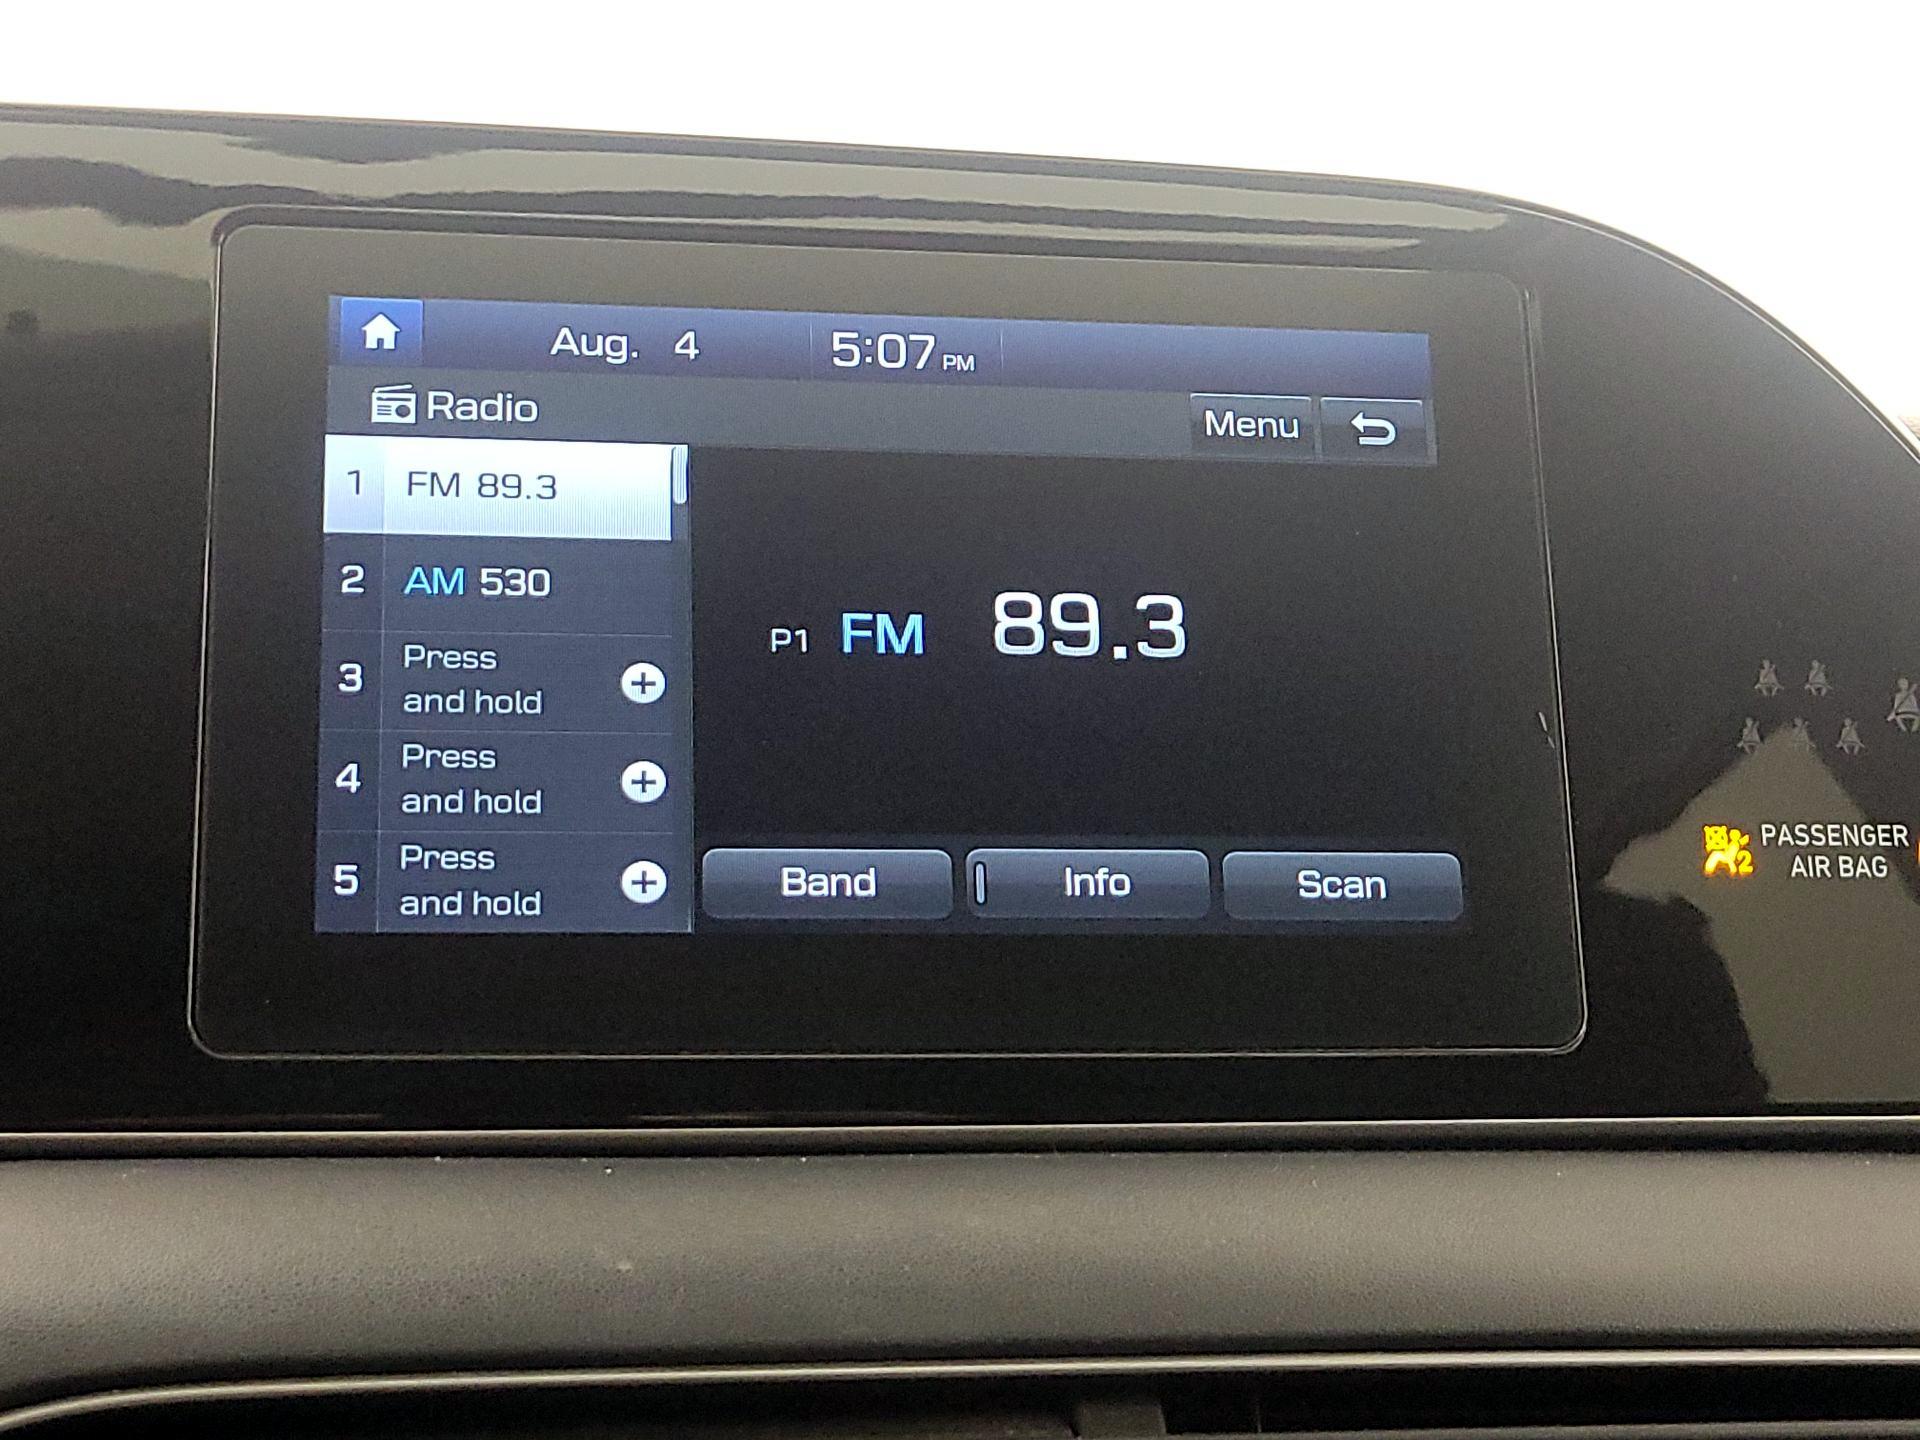 Aug. 4 5:07 PM
Radio Menu
1 FM 89.3
2 AM 530
3 Press
and hold
4 Press
and hold
5 Press
and hold
P1 FM 89.3
Band Info Scan
2 PASSENGER
AIR BAG